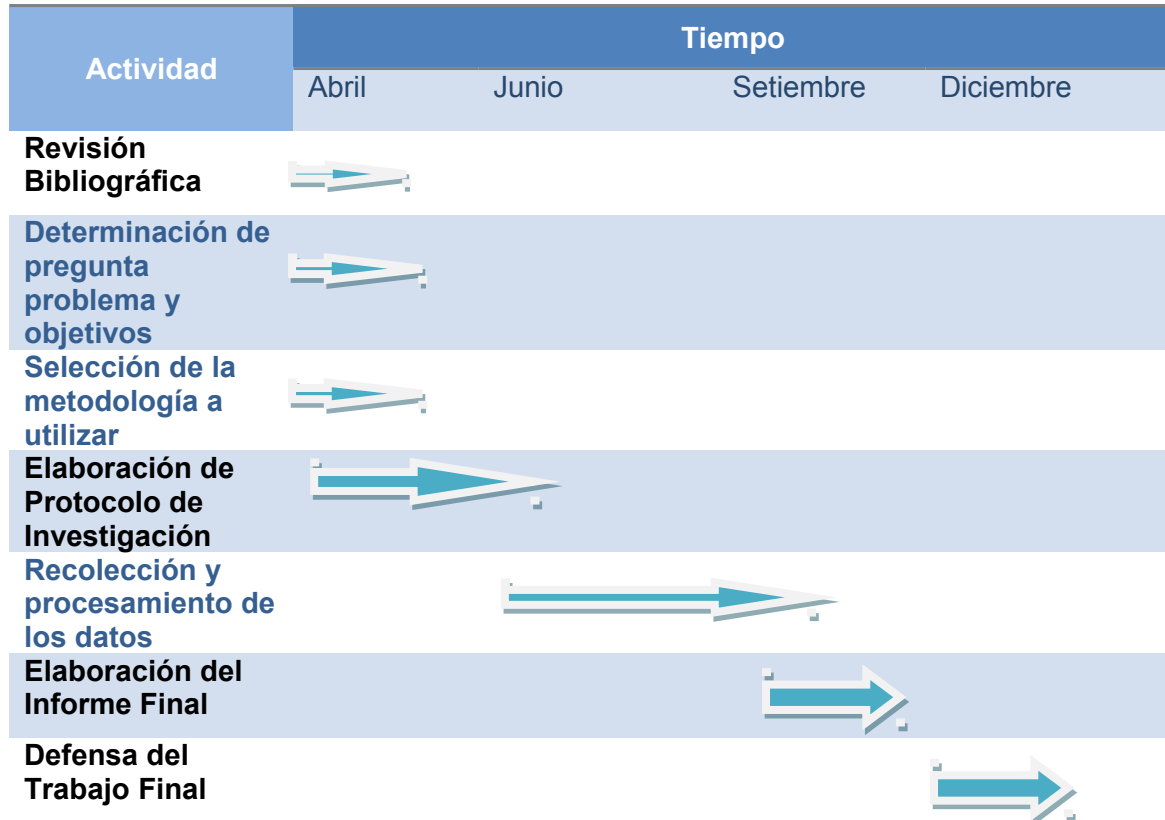 Actividad
Tiempo
Abril Junio Setiembre Diciembre
Revisión
Bibliográfica
Determinación de
pregunta
problema y
objetivos
Selección de la
metodología a
utilizar
Elaboración de
Protocolo de
Investigación
Recolección y
procesamiento de
los datos
Elaboración del
Informe Final
Defensa del
Trabajo Final